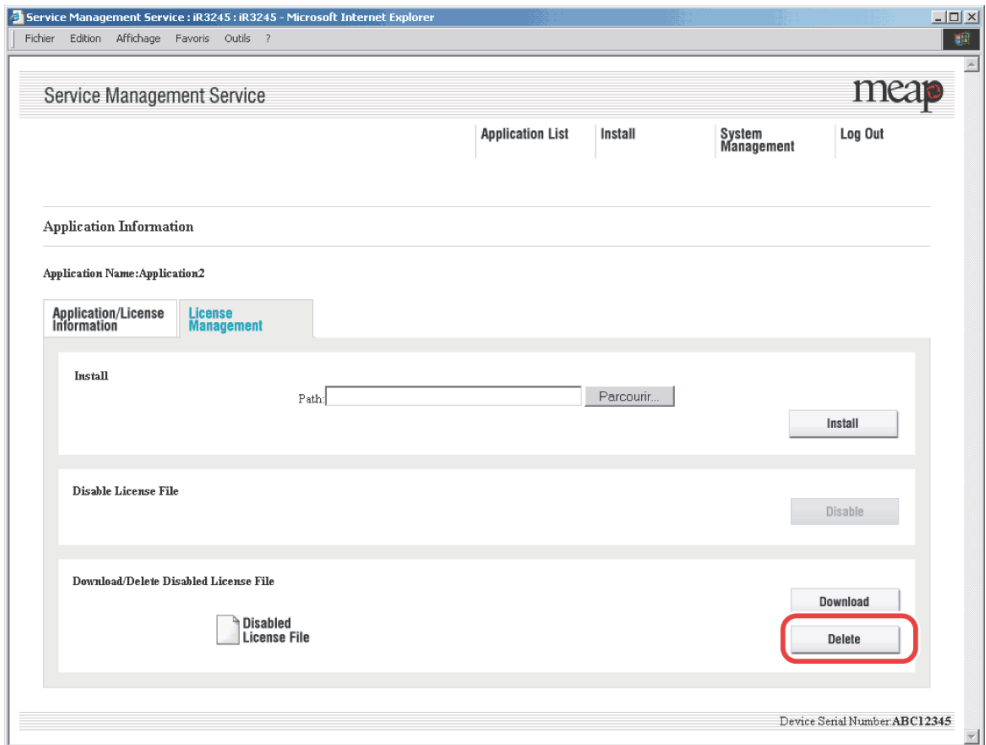 Service Management Service : iR3245 : iR3245 - Microsoft Internet Explorer
Fichier Edition Affichage Favoris Outils ?
Service Management Service
meap
Application List Install System Management Log Out
Application Information
Application Name:Application2
Application/License Information
License Management
Install
Path: Parcourir...
Install
Disable License File
Disable
Download/Delete Disabled License File
Download
Disabled
License File
Delete
Device Serial Number:ABC12345